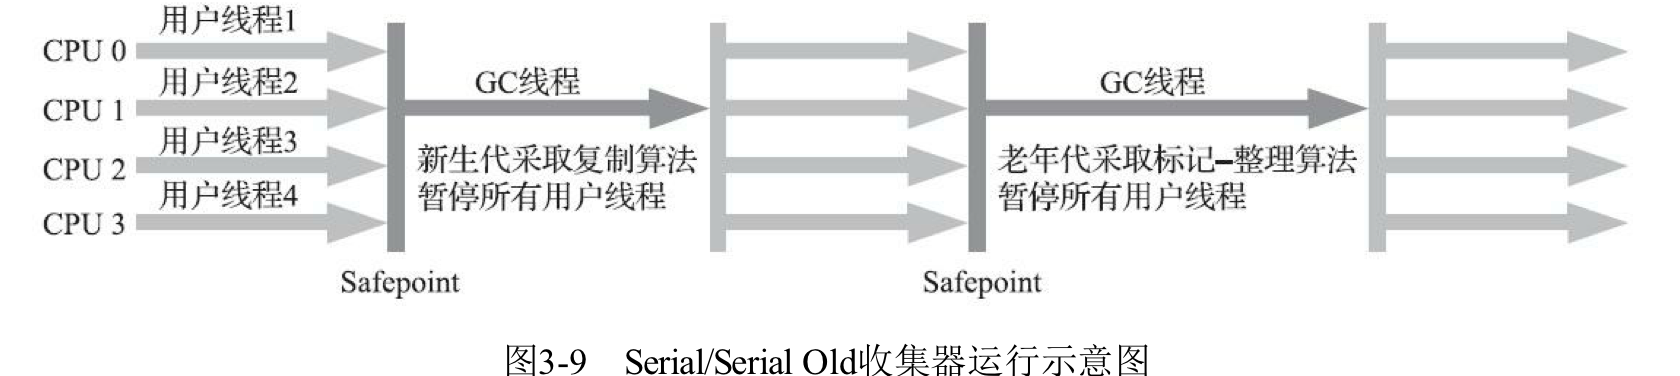 用户线程1
CPU 0
用户线程2
CPU 1
用户线程3
CPU 2
用户线程4
CPU 3
Safepoint
GC线程
新生代采取复制算法
暂停所有用户线程
Safepoint
GC线程
老年代采取标记–整理算法
暂停所有用户线程
图3-9 Serial/Serial Old收集器运行示意图